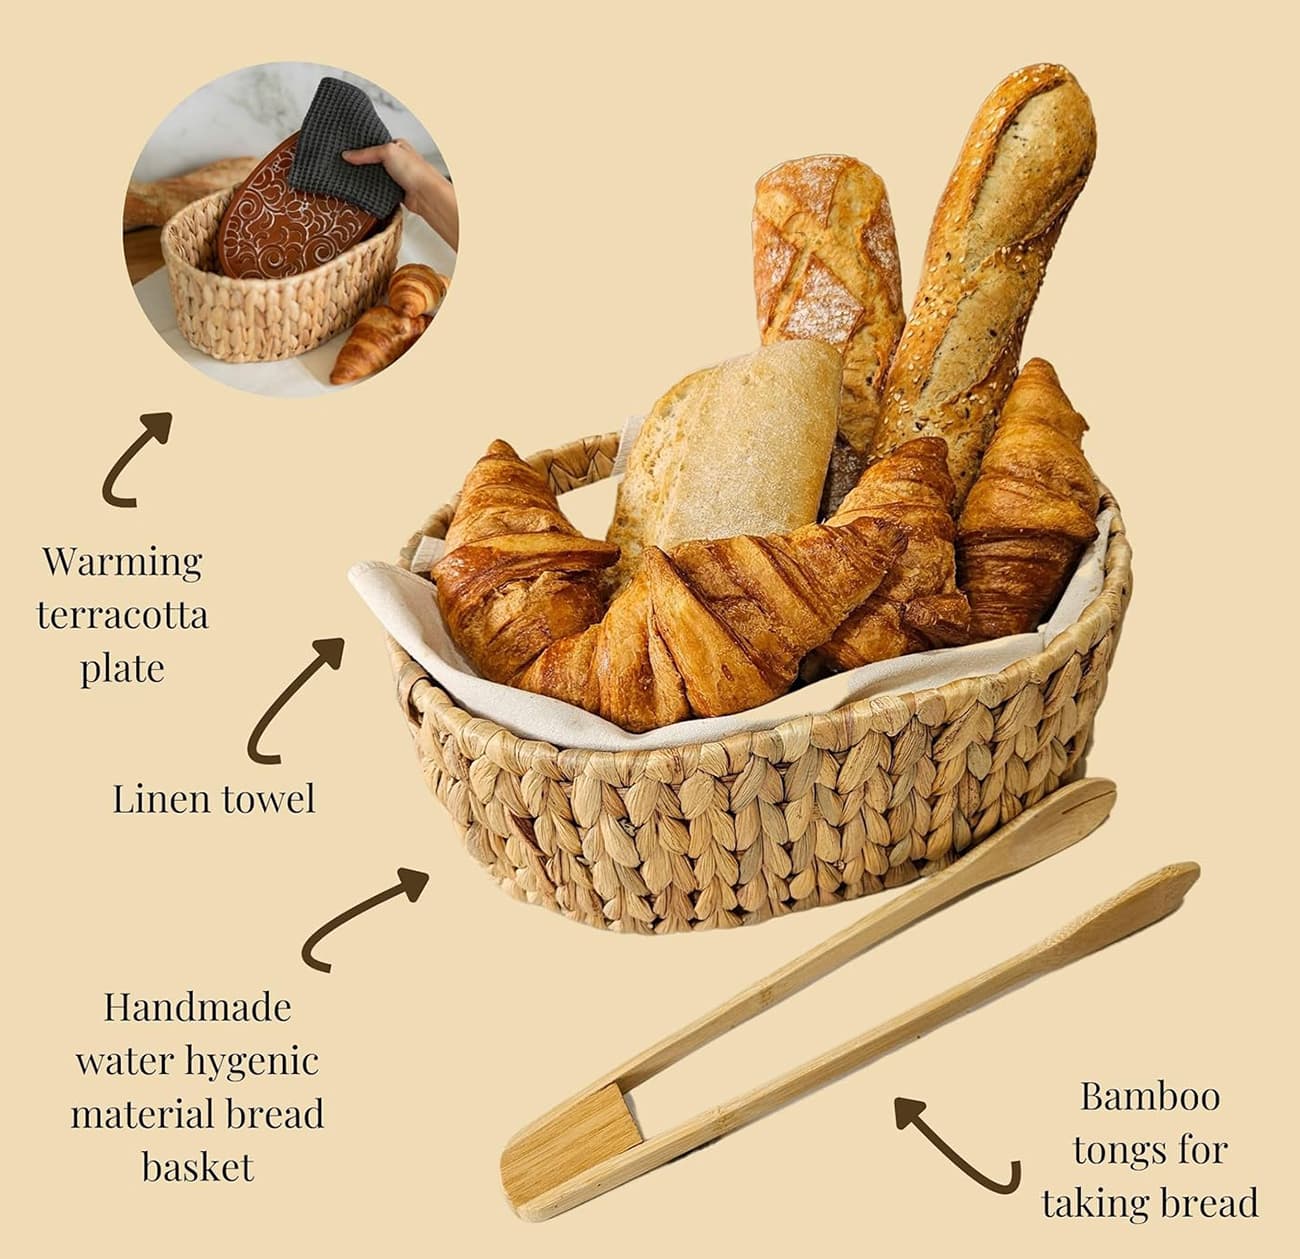 Warming
terracotta
plate
Linen towel
Handmade
water hygenic
material bread
basket
Bamboo
tongs for
taking bread